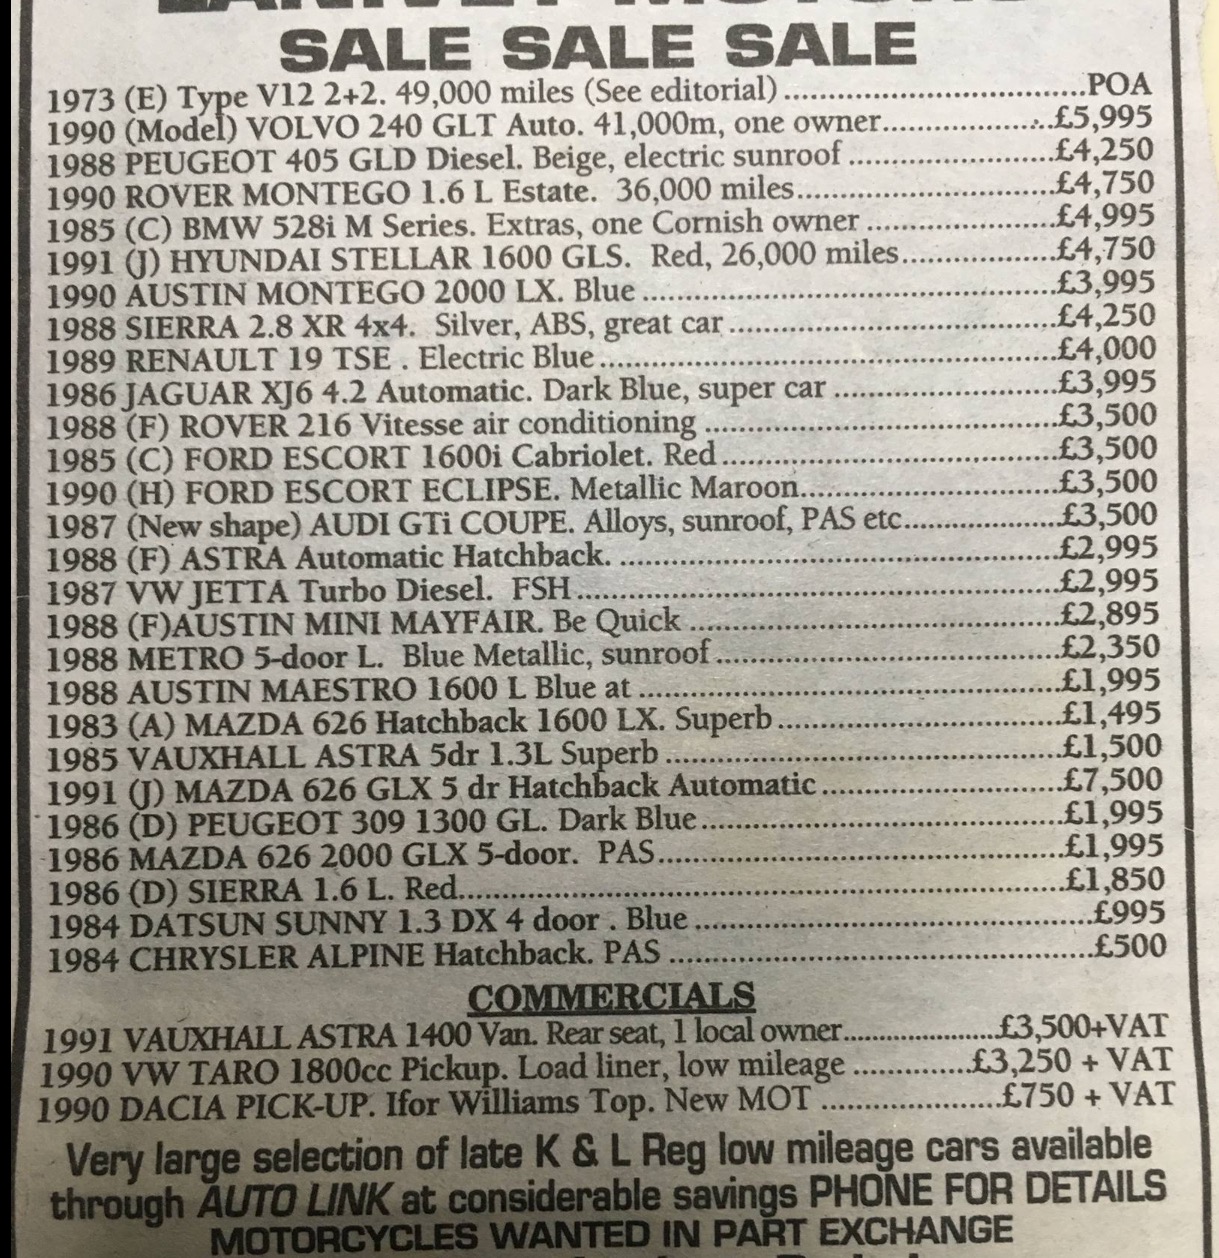 SALE SALE SALE
1973 (E) Type V12 2+2. 49,000 miles (See editorial) ......................................POA
1990 (Model) VOLVO 240 GLT Auto. 41,000m, one owner.....................£5,995
1988 PEUGEOT 405 GLD Diesel. Beige, electric sunroof ..........................£4,250
1990 ROVER MONTEGO 1.6 L Estate. 36,000 miles.................................£4,750
1985 (C) BMW 528i M Series. Extras, one Cornish owner ........................£4,995
1991 (J) HYUNDAI STELLAR 1600 GLS. Red, 26,000 miles....................£4,750
1990 AUSTIN MONTEGO 2000 LX. Blue ....................................................£3,995
1988 SIERRA 2.8 XR 4x4. Silver, ABS, great car .........................................£4,250
1989 RENAULT 19 TSE . Electric Blue.........................................................£4,000
1986 JAGUAR XJ6 4.2 Automatic. Dark Blue, super car ............................£3,995
1988 (F) ROVER 216 Vitesse air conditioning ............................................£3,500
1985 (C) FORD ESCORT 1600i Cabriolet. Red..........................................£3,500
1990 (H) FORD ESCORT ECLIPSE. Metallic Maroon................................£3,500
1987 (New shape) AUDI GTi COUPE. Alloys, sunroof, PAS etc....................£3,500
1988 (F) ASTRA Automatic Hatchback. .......................................................£2,995
1987 VW JETTA Turbo Diesel. FSH............................................................£2,995
1988 (F)AUSTIN MINI MAYFAIR. Be Quick ..............................................£2,895
1988 METRO 5-door L. Blue Metallic, sunroof...........................................£2,350
1988 AUSTIN MAESTRO 1600 L Blue at .....................................................£1,995
1983 (A) MAZDA 626 Hatchback 1600 LX. Superb...................................£1,495
1985 VAUXHALL ASTRA 5dr 1.3L Superb ..................................................£1,500
1991 (J) MAZDA 626 GLX 5 dr Hatchback Automatic..............................£7,500
1986 (D) PEUGEOT 309 1300 GL. Dark Blue.............................................£1,995
1986 MAZDA 626 2000 GLX 5-door. PAS...................................................£1,995
1986 (D) SIERRA 1.6 L. Red...........................................................................£1,850
1984 DATSUN SUNNY 1.3 DX 4 door . Blue ..................................................£995
1984 CHRYSLER ALPINE Hatchback. PAS .....................................................£500
COMMERCIALS
1991 VAUXHALL ASTRA 1400 Van. Rear seat, 1 local owner...................£3,500+VAT
1990 VW TARO 1800cc Pickup. Load liner, low mileage ..............£3,250 + VAT
1990 DACIA PICK-UP. Ifor Williams Top. New MOT ......................£750 + VAT
Very large selection of late K & L Reg low mileage cars available
through AUTO LINK at considerable savings PHONE FOR DETAILS
MOTORCYCLES WANTED IN PART EXCHANGE